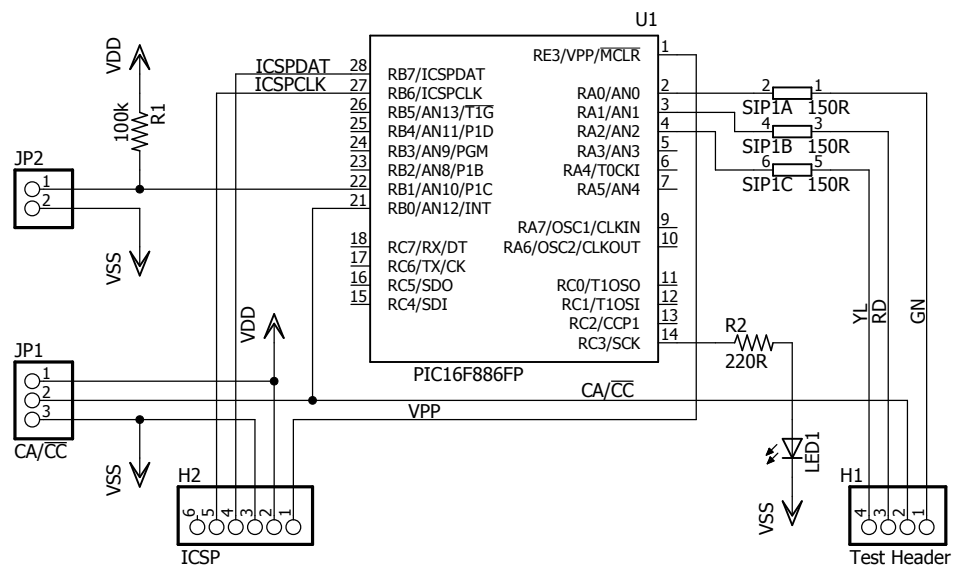 U1
VDD
100k
R1
ICSPDAT
ICSPCLK
28 RB7/ICSPDAT
27 RB6/ICSPCLK
26 RB5/AN13/T1G
25 RB4/AN11/P1D
24 RB3/AN9/PGM
23 RB2/AN8/P1B
22 RB1/AN10/P1C
21 RB0/AN12/INT
18 RC7/RX/DT
17 RC6/TX/CK
16 RC5/SDO
15 RC4/SDI
RE3/VPP/MCLR 1
RA0/AN0 2
RA1/AN1 3
RA2/AN2 4
RA3/AN3 5
RA4/T0CKI 6
RA5/AN4 7
RA7/OSC1/CLKIN 9
RA6/OSC2/CLKOUT 10
RC0/T1OSO 11
RC1/T1OSI 12
RC2/CCP1 13
RC3/SCK 14
PIC16F886FP
2 1
SIP1A 150R
4 3
SIP1B 150R
6 5
SIP1C 150R
JP2
1
2
VSS
VDD
JP1
1
2
3
CA/CC
VSS
CA/CC
VPP
R2
220R
LED1
VSS
YL
RD
GN
H2
6 5 4 3 2 1
ICSP
H1
4 3 2 1
Test Header